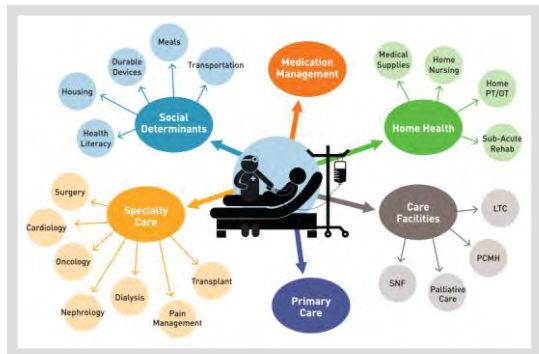 Meals
Durable
Devices
Transportation
Housing
Social
Determinants
Health
Literacy
Medication
Management
Medical
Supplies
Home
Nursing
Home
PT/OT
Home Health
Sub-Acute
Rehab
Surgery
Specialty
Care
Cardiology
Oncology
Nephrology
Dialysis
Pain
Management
Transplant
Primary
Care
Care
Facilities
LTC
PCMH
Palliative
Care
SNF